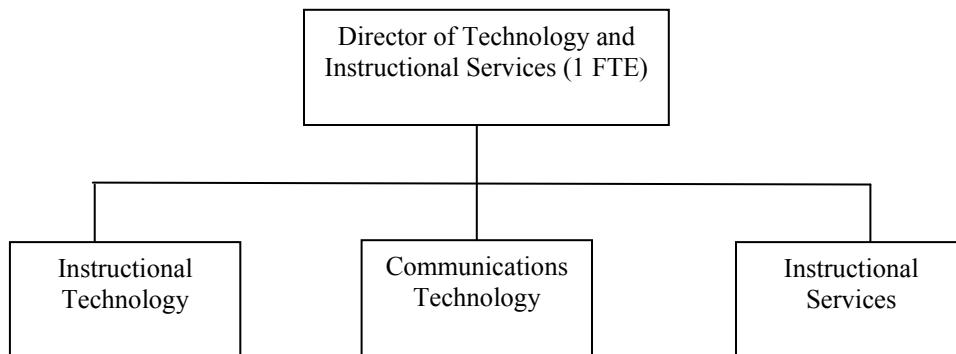 Director of Technology and
Instructional Services (1 FTE)
Instructional
Technology
Communications
Technology
Instructional
Services